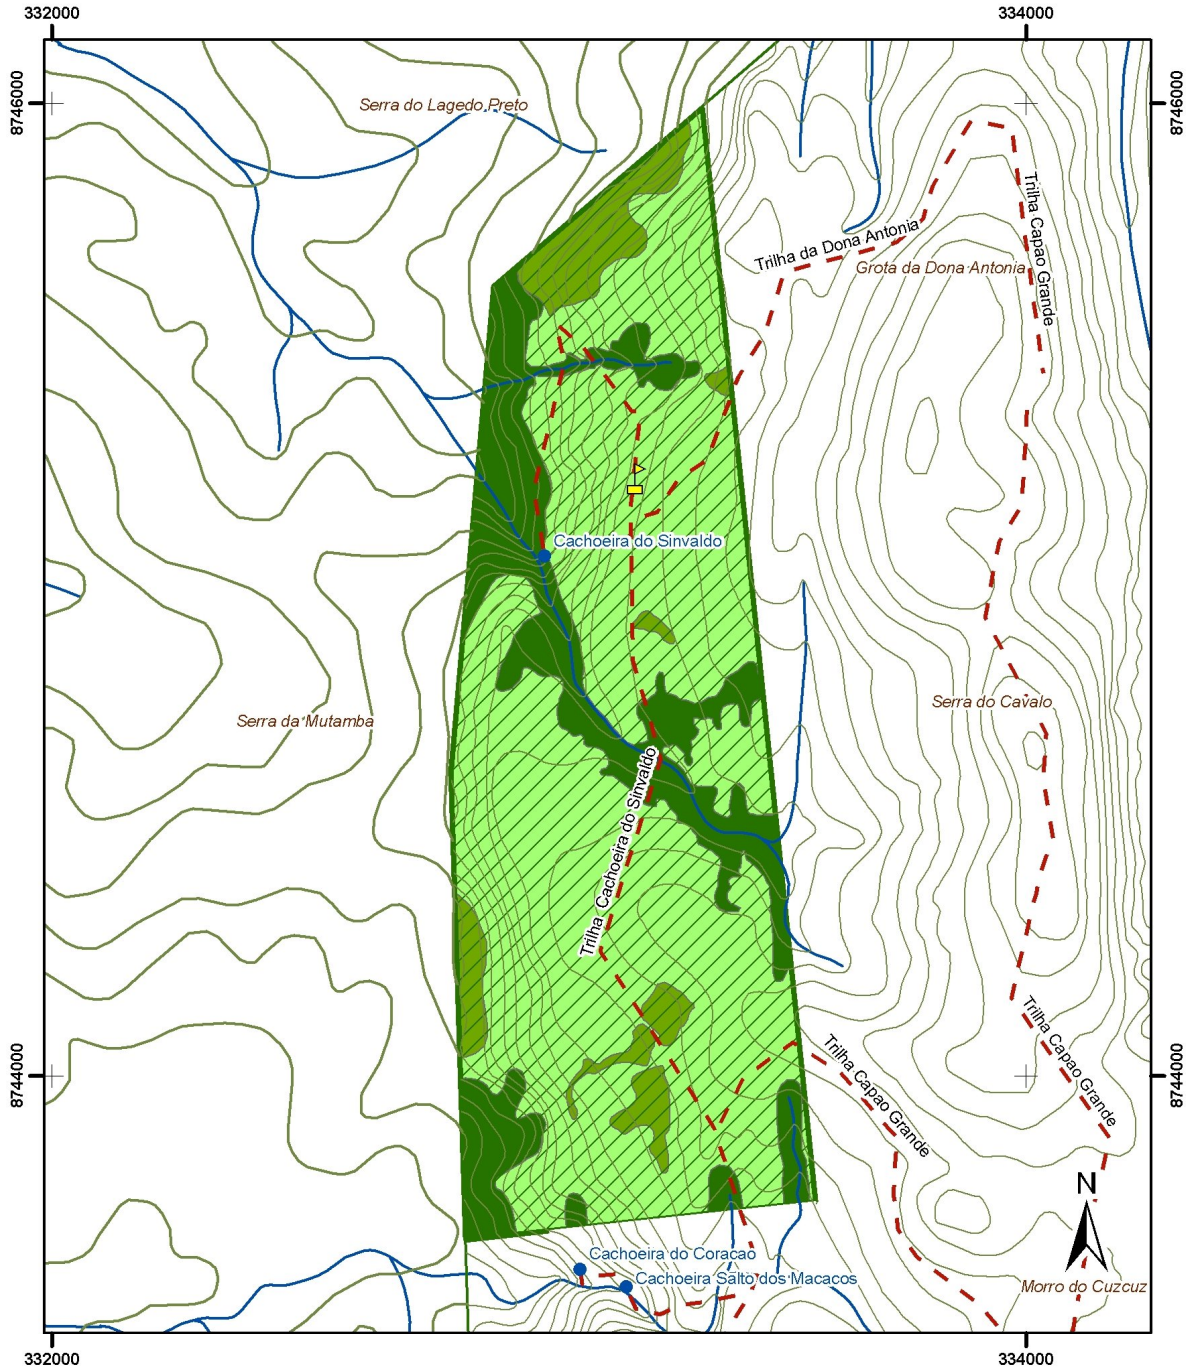 332000
334000
8746000
8746000
Serra do Lagedo Preto
Trilha Capao Grande
Trilha da Dona Antonia
Grota da Dona Antonia
Cachoeira do Sinvaldo
Serra do Cavalo
Serra da Mutamba
Trilha Cachoeira do Sinvaldo
Trilha Capao Grande
Trilha Capao Grande
8744000
8744000
N
Cachoeira do Coracao
Cachoeira Salto dos Macacos
Morro do Cuzcuz
332000
334000